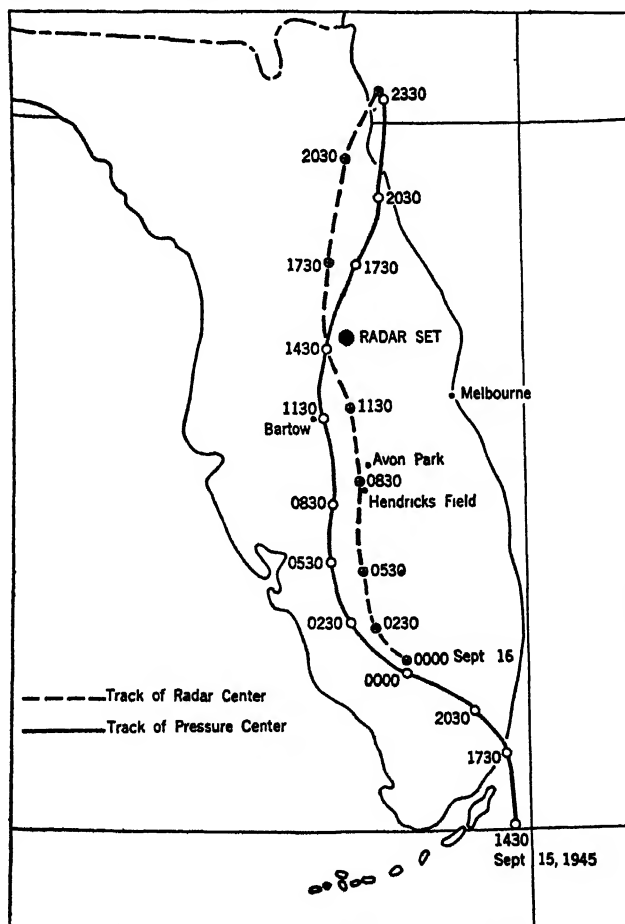 2330
2030
2030
1730
1730
RADAR SET
1430
1130
1130
Melbourne
Bartow
Avon Park
0830
Hendricks Field
0830
0530
0530
0230
0230
0000 Sept 16
0000
Track of Radar Center
2030
Track of Pressure Center
1730
1430
Sept 15, 1945